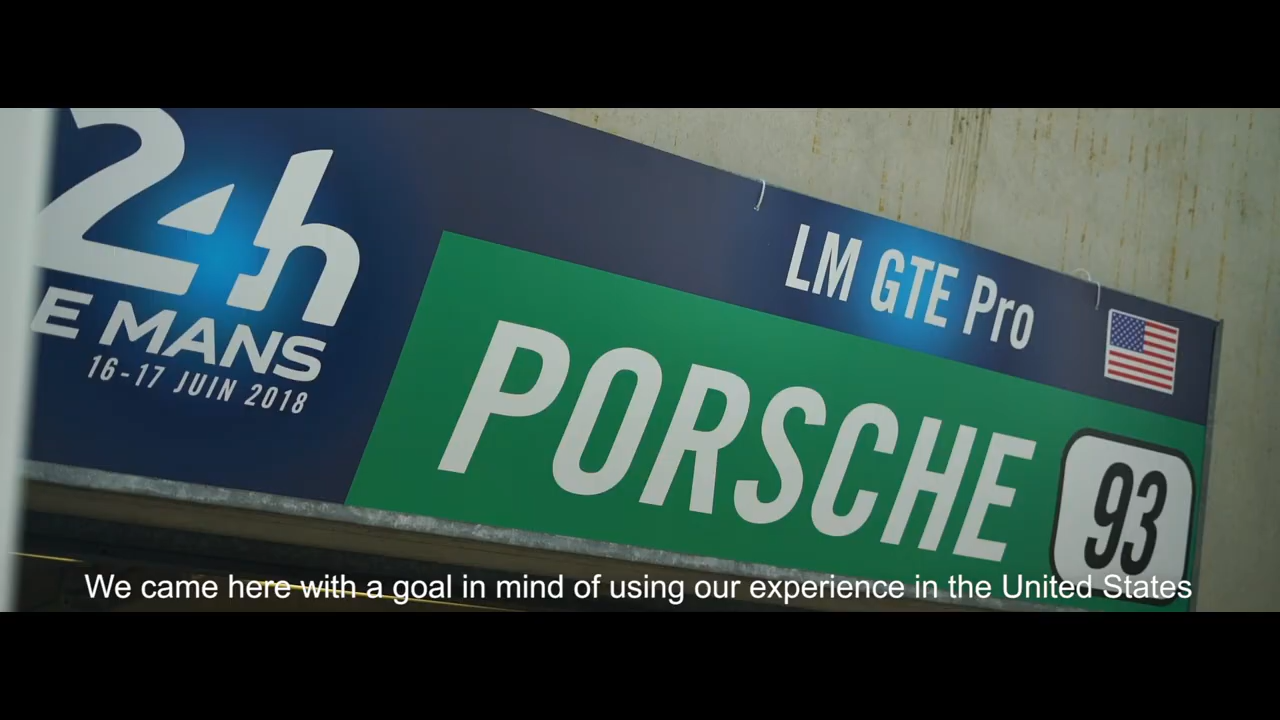 24h
LE MANS
16-17 JUIN 2018
LM GTE Pro
PORSCHE
93
We came here with a goal in mind of using our experience in the United States